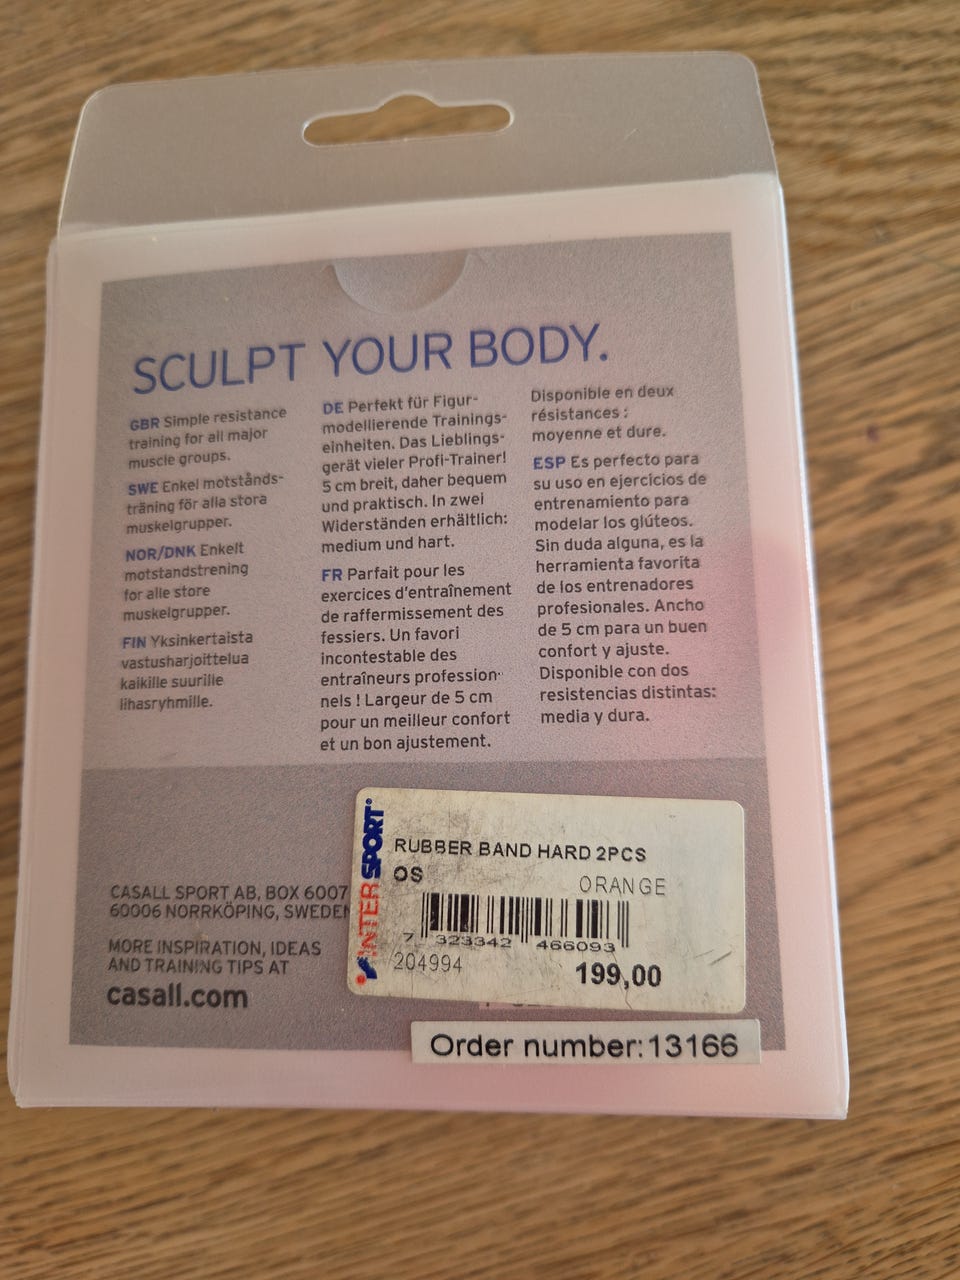 SCULPT YOUR BODY.
GBR Simple resistance
training for all major
muscle groups.
SWE Enkel motstånds-
träning för alla stora
muskelgrupper.
NOR/DNK Enkelt
motstandstrening
for alle store
muskelgrupper.
FIN Yksinkertaista
vastusharjoittelua
kaikille suurille
lihasryhmille.
DE Perfekt für Figur-
modellierende Trainings-
einheiten. Das Lieblings-
gerät vieler Profi-Trainer!
5 cm breit, daher bequem
und praktisch. In zwei
Widerständen erhältlich:
medium und hart.
FR Parfait pour les
exercices d'entraînement
de raffermissement des
fessiers. Un favori
incontestable des
entraîneurs profession-
nels ! Largeur de 5 cm
pour un meilleur confort
et un bon ajustement.
Disponible en deux
résistances :
moyenne et dure.
ESP Es perfecto para
su uso en ejercicios de
entrenamiento para
modelar los glúteos.
Sin duda alguna, es la
herramienta favorita
de los entrenadores
profesionales. Ancho
de 5 cm para un buen
confort y ajuste.
Disponible con dos
resistencias distintas:
media y dura.
CASALL SPORT AB, BOX 6007
60006 NORRKÖPING, SWEDEN
MORE INSPIRATION, IDEAS
AND TRAINING TIPS AT
casall.com
INTERSPORT®
RUBBER BAND HARD 2PCS
OS ORANGE
7 323342 466093
204994 199,00
Order number:13166